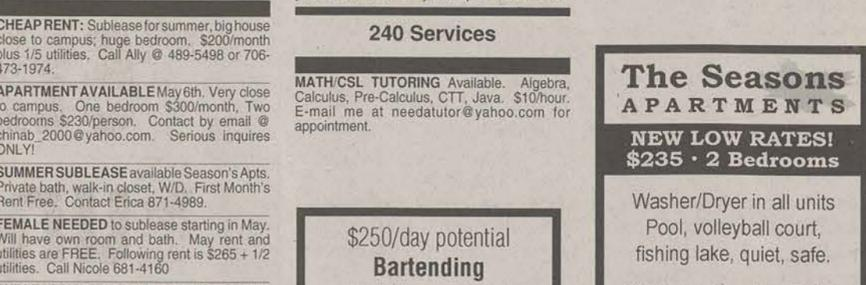 CHEAP RENT: Sublease for summer, big house
close to campus; huge bedroom. $200/month
plus 1/5 utilities. Call Ally @ 489-5498 or 706-
473-1974.
APARTMENT AVAILABLE May 6th. Very close
to campus. One bedroom $300/month, Two
bedrooms $230/person. Contact by email @
chinab_2000@yahoo.com. Serious inquires
ONLY!
SUMMER SUBLEASE available Season's Apts.
Private bath, walk-in closet, W/D. First Month's
Rent Free. Contact Erica 871-4989.
FEMALE NEEDED to sublease starting in May.
Will have own room and bath. May rent and
utilities are FREE. Following rent is $265 + 1/2
utilities. Call Nicole 681-4160
240 Services
MATH/CSL TUTORING Available. Algebra,
Calculus, Pre-Calculus, CTT, Java. $10/hour.
E-mail me at needatutor@yahoo.com for
appointment.
$250/day potential
Bartending
The Seasons
APARTMENTS
NEW LOW RATES!
$235 · 2 Bedrooms
Washer/Dryer in all units
Pool, volleyball court,
fishing lake, quiet, safe.